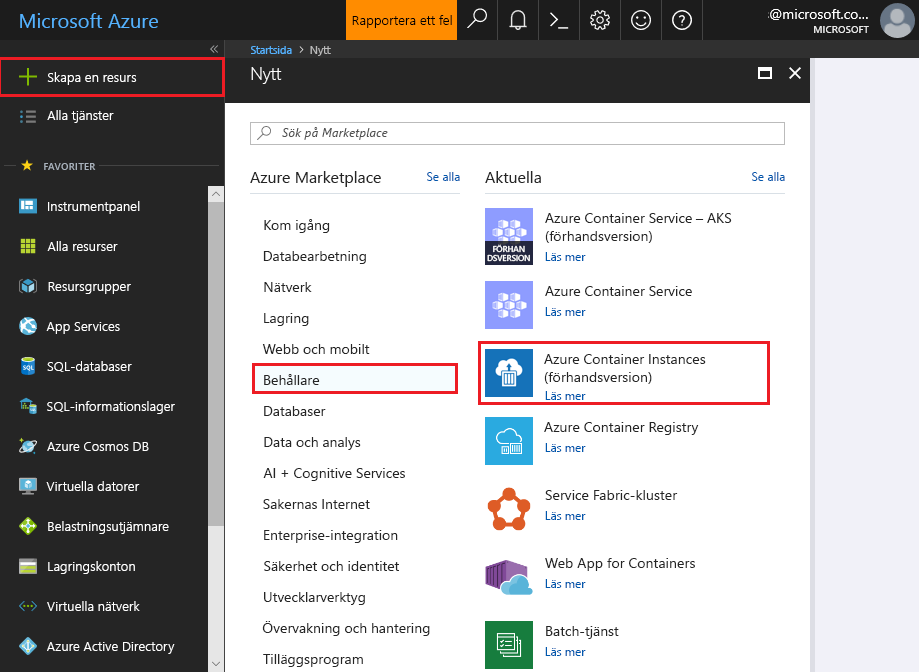 Microsoft Azure
Rapportera ett fel
:@microsoft.co...
MICROSOFT
Skapa en resurs
Alla tjänster
FAVORITER
Instrumentpanel
Alla resurser
Resursgrupper
App Services
SQL-databaser
SQL-informationslager
Azure Cosmos DB
Virtuella datorer
Belastningsutjämnare
Lagringskonton
Virtuella nätverk
Azure Active Directory
Startsida > Nytt
Nytt
Sök på Marketplace
Azure Marketplace
Se alla
Kom igång
Databearbetning
Nätverk
Lagring
Webb och mobilt
Behållare
Databaser
Data och analys
AI + Cognitive Services
Sakernas Internet
Enterprise-integration
Säkerhet och identitet
Utvecklarverktyg
Övervakning och hantering
Tilläggsprogram
Aktuella
Se alla
FÖRHAN
DSVERSION
Azure Container Service – AKS
(förhandsversion)
Läs mer
Azure Container Service
Läs mer
Azure Container Instances
(förhandsversion)
Läs mer
Azure Container Registry
Läs mer
Service Fabric-kluster
Läs mer
Web App for Containers
Läs mer
Batch-tjänst
Läs mer